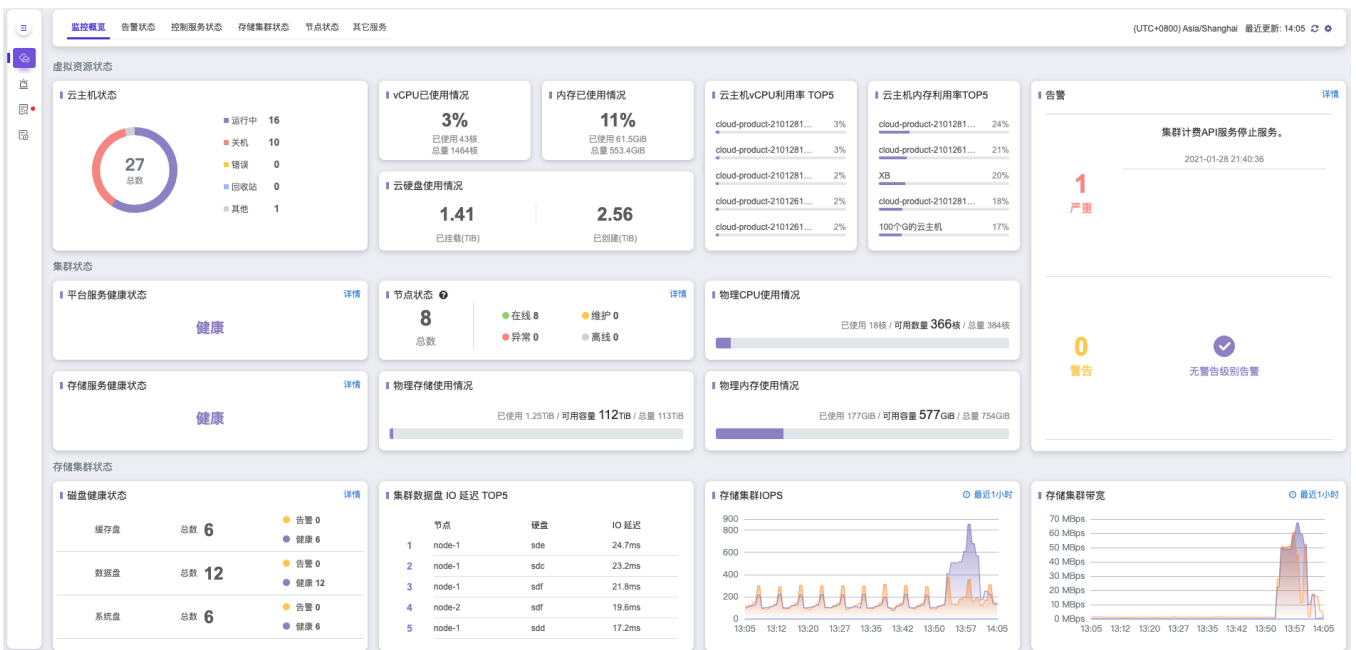 监控概览 告警状态 控制服务状态 存储集群状态 节点状态 其它服务 (UTC+0800) Asia/Shanghai 最近更新: 14:05
虚拟资源状态
云主机状态
27
总数
运行中 16
关机 10
错误 0
回收站 0
其他 1
vCPU已使用情况
3%
已使用 43核
总量 1464核
内存已使用情况
11%
已使用 61.5GiB
总量 553.4GiB
云硬盘使用情况
1.41
已挂载(TiB)
2.56
已创建(TiB)
云主机vCPU利用率 TOP5
cloud-product-2101281... 3%
cloud-product-2101281... 3%
cloud-product-2101281... 2%
cloud-product-2101261... 2%
cloud-product-2101261... 2%
云主机内存利用率TOP5
cloud-product-2101281... 24%
cloud-product-2101261... 21%
XB 20%
cloud-product-2101281... 18%
100个G的云主机 17%
告警 详情
1
严重
集群计费API服务停止服务。
2021-01-28 21:40:36
0
警告
无警告级别告警
集群状态
平台服务健康状态 详情
健康
节点状态 详情
8
总数
在线 8 维护 0
异常 0 离线 0
物理CPU使用情况
已使用 18核 / 可用数量 366核 / 总量 384核
存储服务健康状态 详情
健康
物理存储使用情况
已使用 1.25TiB / 可用容量 112TiB / 总量 113TiB
物理内存使用情况
已使用 177GiB / 可用容量 577GiB / 总量 754GiB
存储集群状态
磁盘健康状态 详情
缓存盘 总数 6
告警 0
健康 6
数据盘 总数 12
告警 0
健康 12
系统盘 总数 6
告警 0
健康 6
集群数据盘 IO 延迟 TOP5
节点 硬盘 IO 延迟
1 node-1 sde 24.7ms
2 node-1 sdc 23.2ms
3 node-1 sdf 21.8ms
4 node-2 sdf 19.6ms
5 node-1 sdd 17.2ms
存储集群IOPS 最近1小时
900
800
600
400
200
0
13:05 13:12 13:20 13:27 13:35 13:42 13:50 13:57 14:05
存储集群带宽 最近1小时
70 MBps
60 MBps
50 MBps
40 MBps
30 MBps
20 MBps
10 MBps
0 MBps
13:05 13:12 13:20 13:27 13:35 13:42 13:50 13:57 14:05